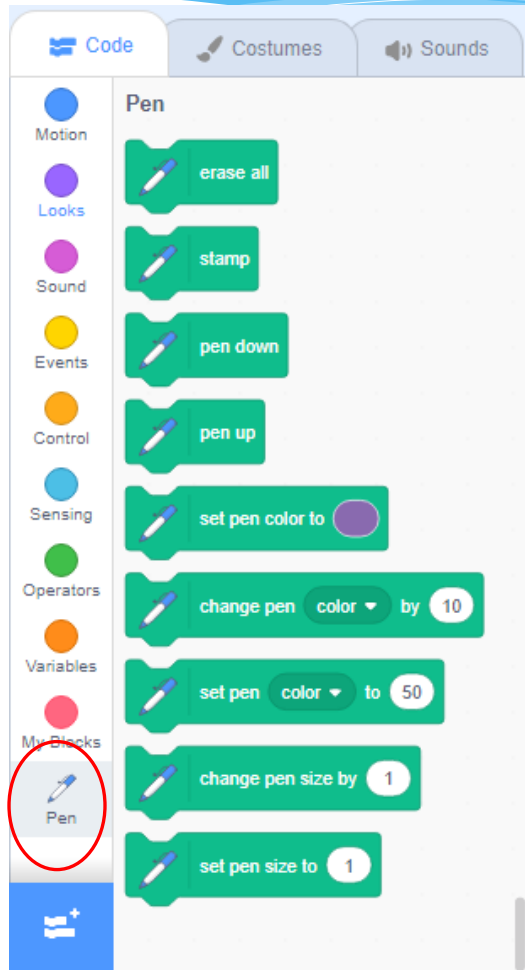 Code Costumes Sounds
Motion
Looks
Sound
Events
Control
Sensing
Operators
Variables
My Blocks
Pen
Pen
erase all
stamp
pen down
pen up
set pen color to
change pen color by 10
set pen color to 50
change pen size by 1
set pen size to 1